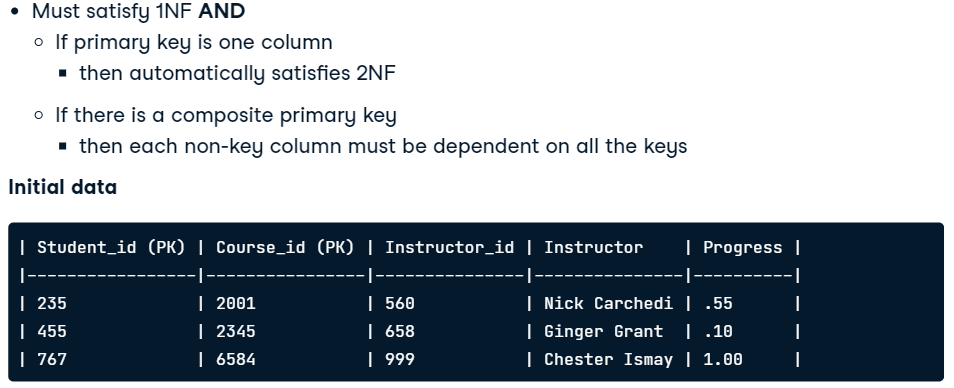 • Must satisfy 1NF AND
○ If primary key is one column
▪ then automatically satisfies 2NF
○ If there is a composite primary key
▪ then each non-key column must be dependent on all the keys
Initial data
| Student_id (PK) | Course_id (PK) | Instructor_id | Instructor    | Progress |
|-----------------|----------------|---------------|---------------|----------|
| 235             | 2001           | 560           | Nick Carchedi | .55      |
| 455             | 2345           | 658           | Ginger Grant  | .10      |
| 767             | 6584           | 999           | Chester Ismay | 1.00     |